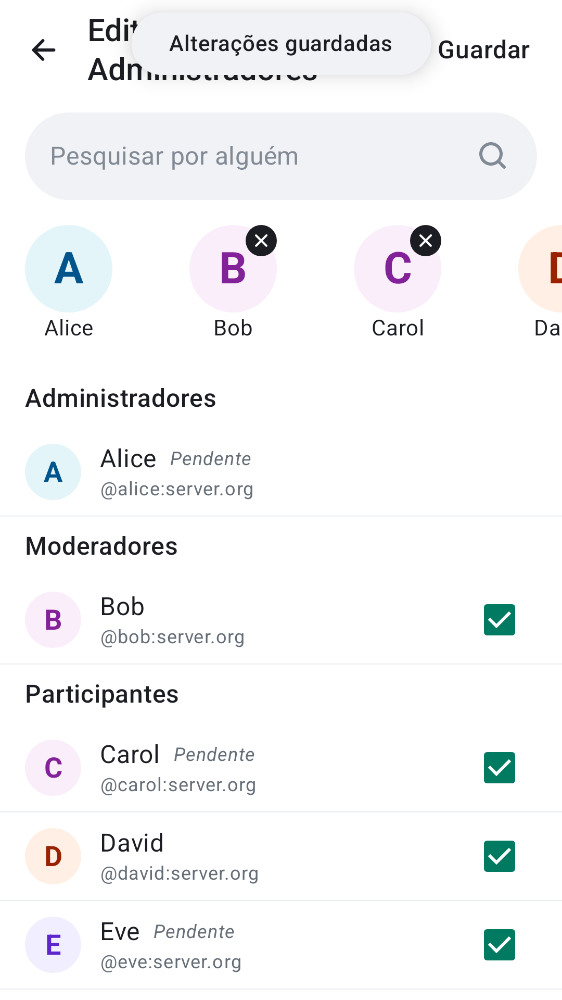 Edit
Alterações guardadas
Guardar
Administradores
Pesquisar por alguém
A
B
C
D
Alice
Bob
Carol
Da
Administradores
A
Alice Pendente
@alice:server.org
Moderadores
B
Bob
@bob:server.org
Participantes
C
Carol Pendente
@carol:server.org
D
David
@david:server.org
E
Eve Pendente
@eve:server.org